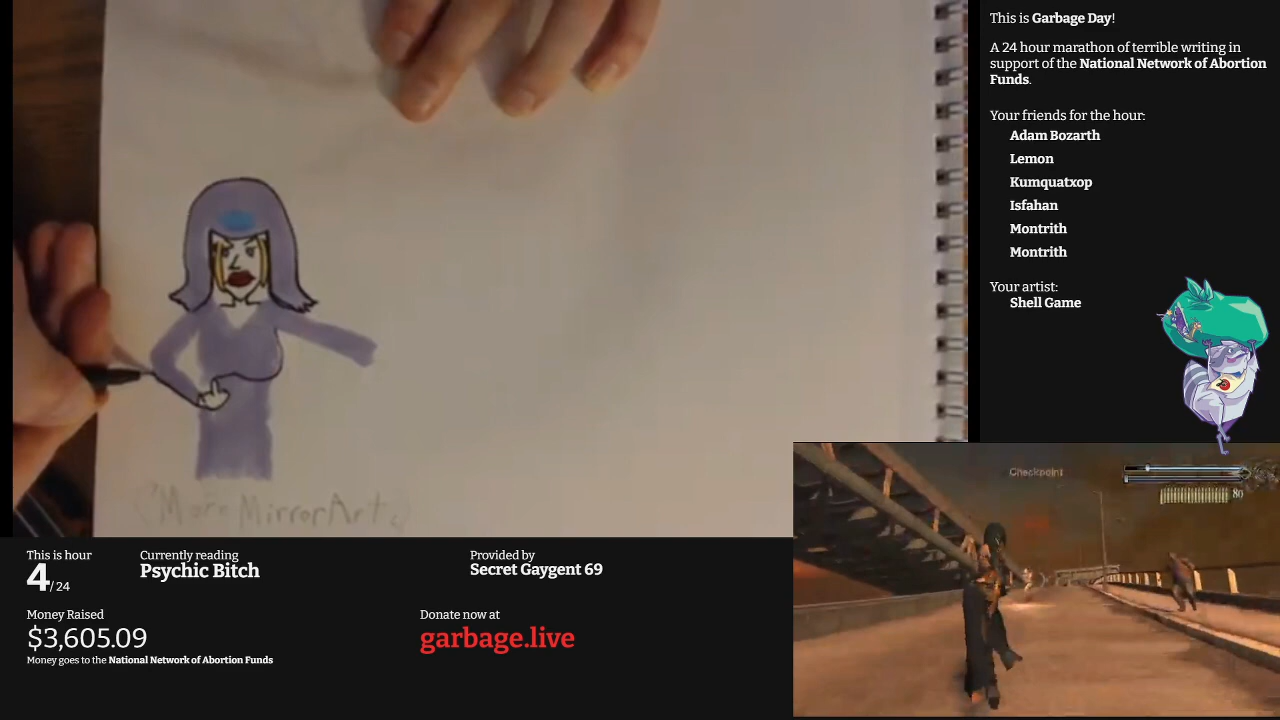 This is Garbage Day!
A 24 hour marathon of terrible writing in
support of the National Network of Abortion
Funds.
Your friends for the hour:
Adam Bozarth
Lemon
Kumquatxop
Isfahan
Montrith
Montrith
Your artist:
Shell Game
(More Mirror Art.)
Checkpoint
80
This is hour
4/24
Currently reading
Psychic Bitch
Provided by
Secret Gaygent 69
Money Raised
$3,605.09
Money goes to the National Network of Abortion Funds
Donate now at
garbage.live